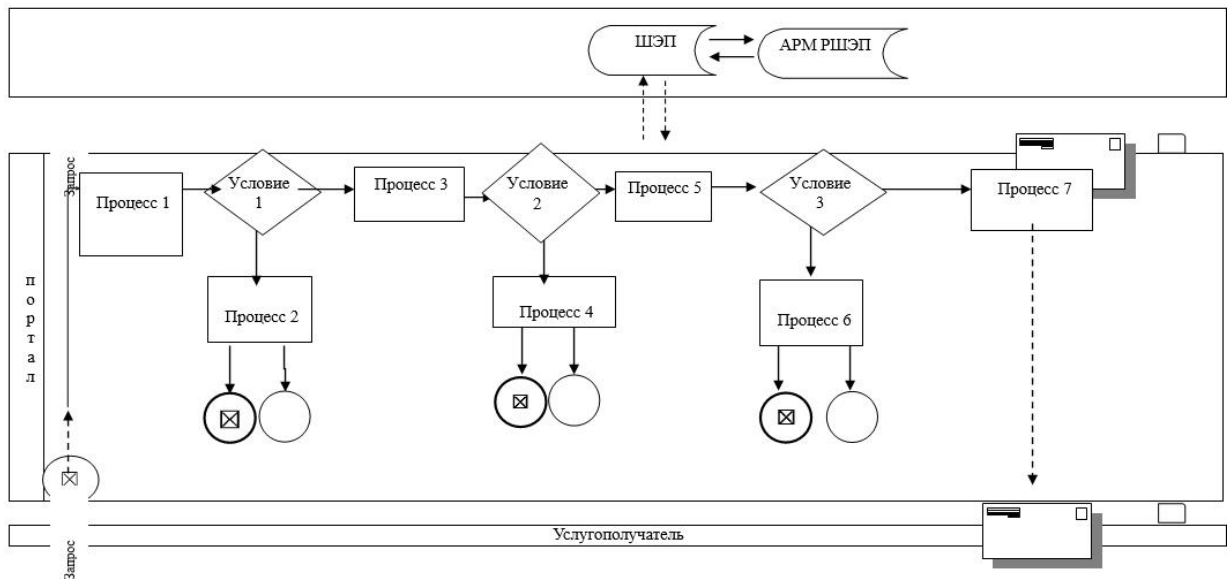 ШЭП
АРМ РШЭП
Запрос
Процесс 1
Условие
1
Процесс 3
Условие
2
Процесс 5
Условие
3
Процесс 7
портал
Процесс 2
Процесс 4
Процесс 6
Услугополучатель
Запрос